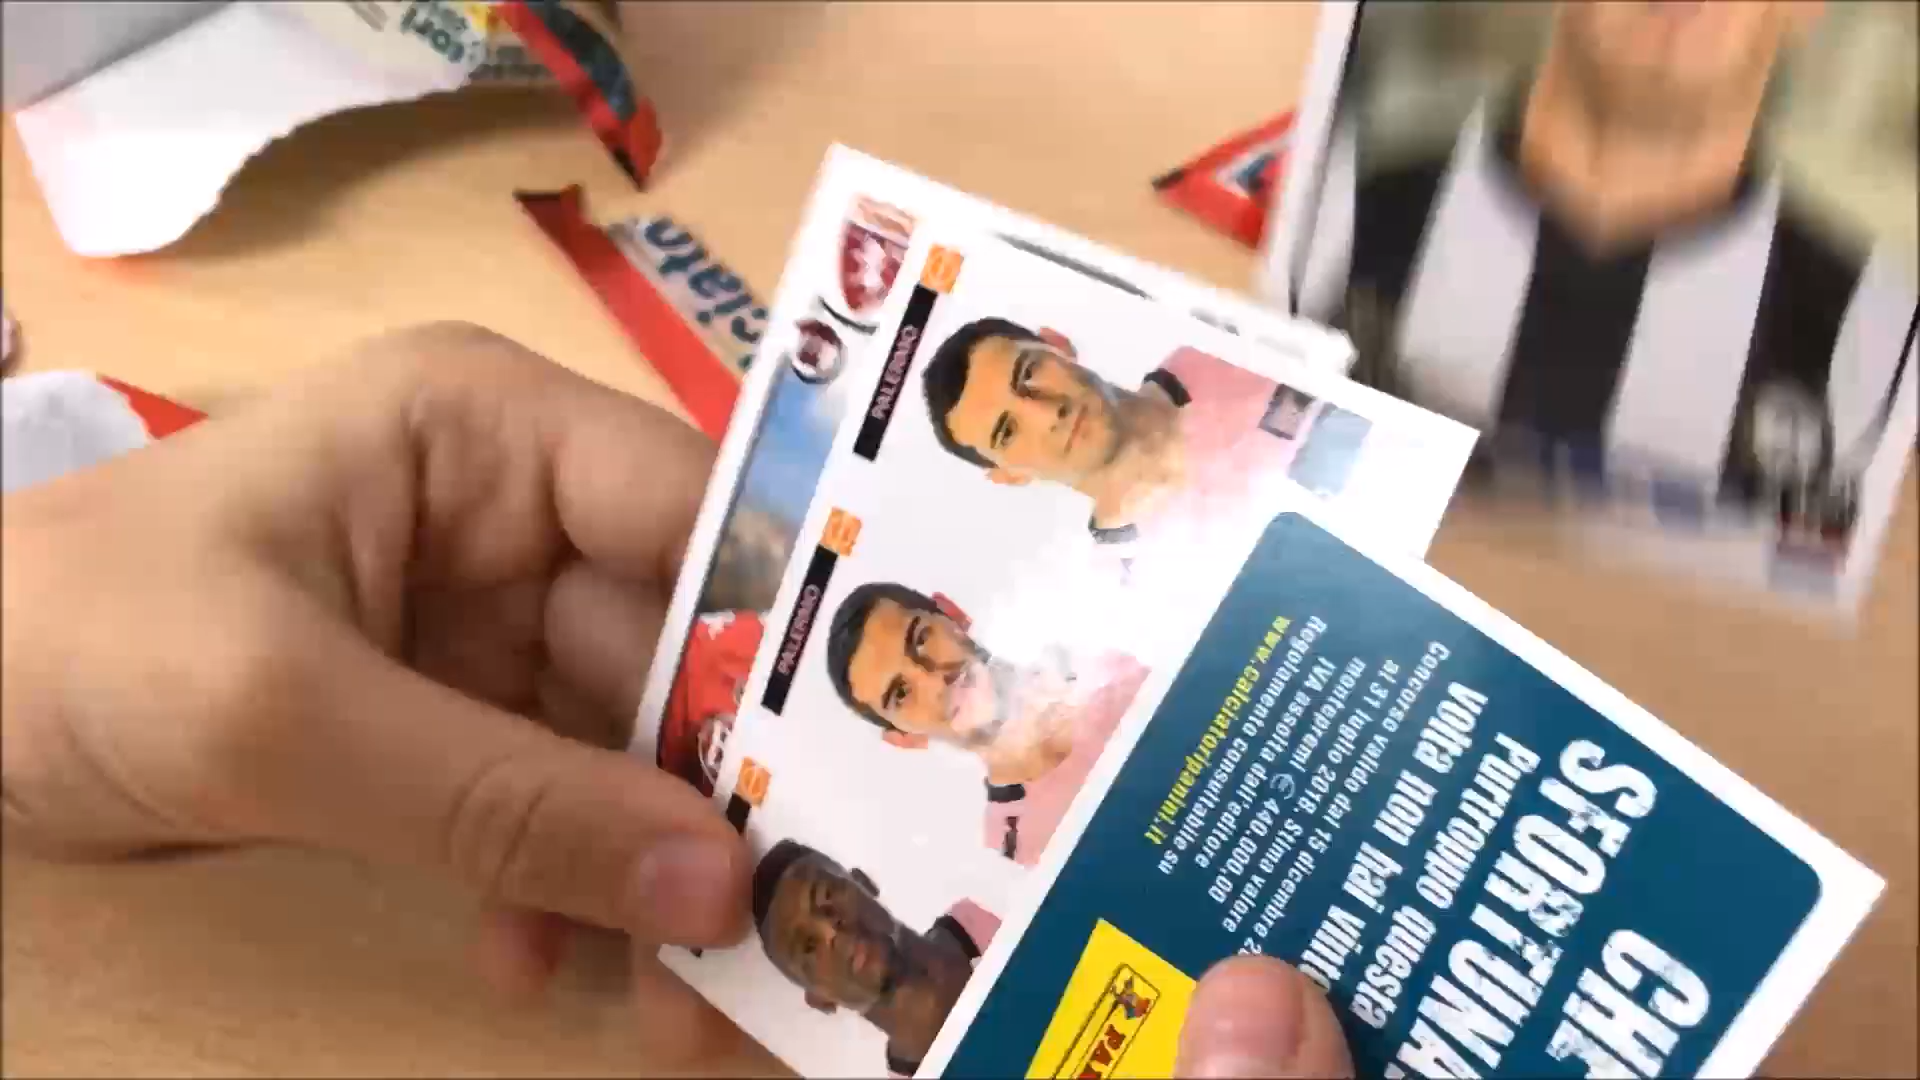 PALERMO
PALERMO
CHE
SFORTUNA
Purtroppo questa
volta non hai vinto
Concorso valido dal 15 dicembre
al 31 luglio 2018. Stima valore
montepremi € 440.000,00
IVA assolta dall'editore
Regolamento consultabile su
www.calciatoripanini.it